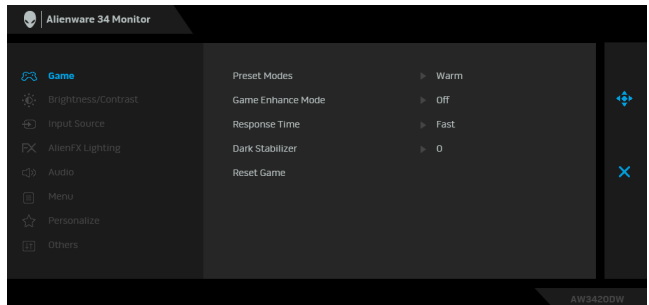 Alienware 34 Monitor
Game
Preset Modes Warm
Brightness/Contrast
Game Enhance Mode Off
Input Source
Response Time Fast
FX AlienFX Lighting
Dark Stabilizer 0
Audio
Reset Game
Menu
Personalize
Others
AW3420DW